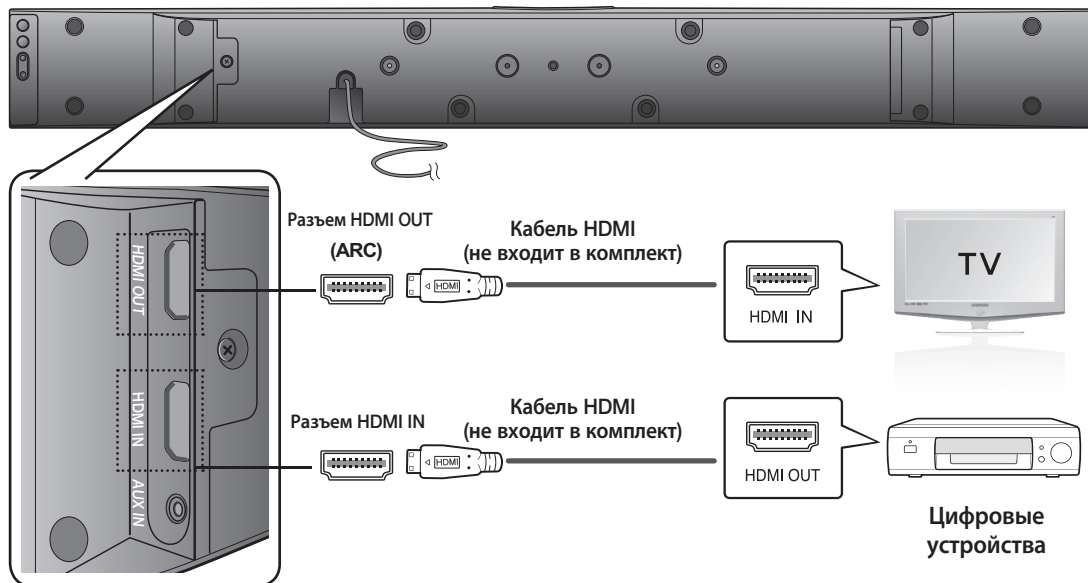 Разъем HDMI OUT
(ARC)
Кабель HDMI
(не входит в комплект)
HDMI
HDMI IN
TV
HDMI OUT
HDMI IN
AUX IN
Разъем HDMI IN
Кабель HDMI
(не входит в комплект)
HDMI
HDMI OUT
Цифровые
устройства